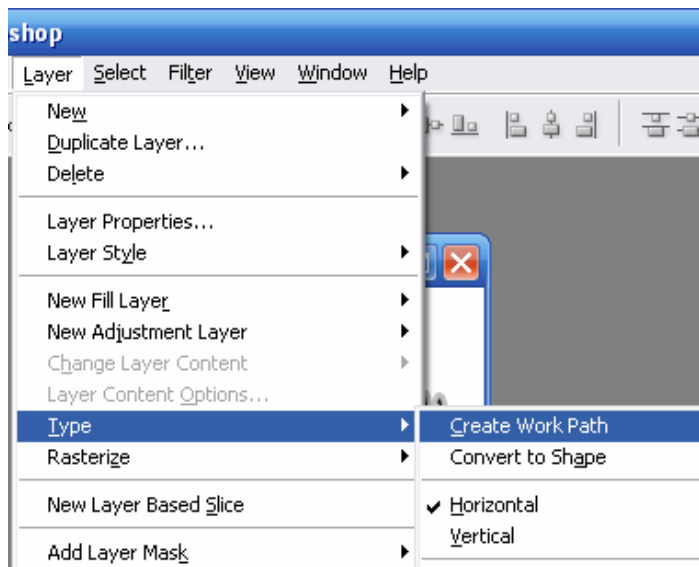 shop
Layer Select Filter View Window Help
New
Duplicate Layer...
Delete
Layer Properties...
Layer Style
New Fill Layer
New Adjustment Layer
Change Layer Content
Layer Content Options...
Type
Create Work Path
Rasterize
Convert to Shape
New Layer Based Slice
Horizontal
Vertical
Add Layer Mask